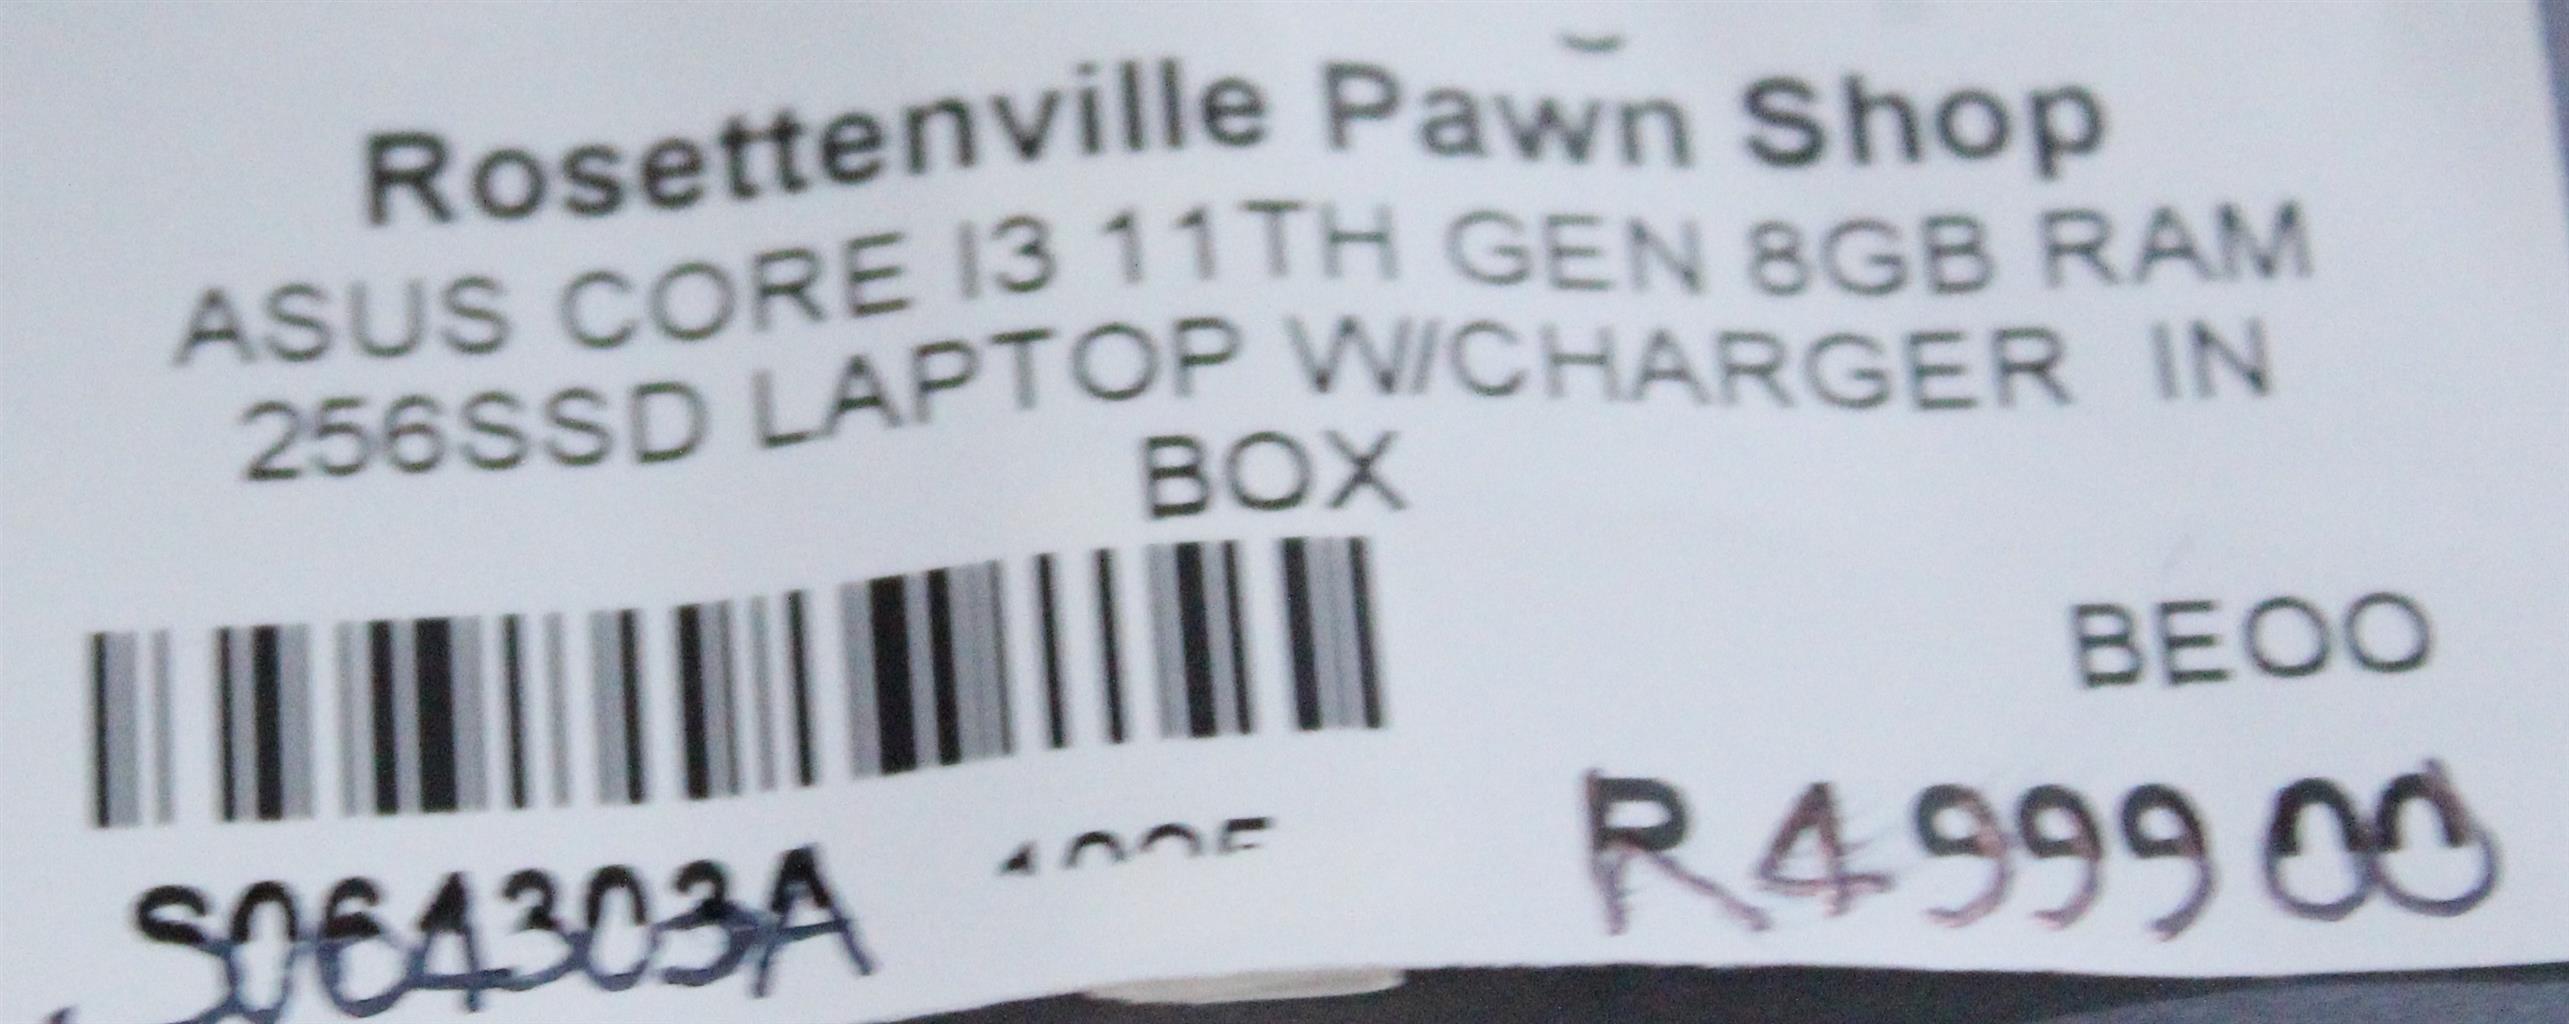 Rosettenville Pawn Shop
ASUS CORE I3 11TH GEN 8GB RAM
256SSD LAPTOP W/CHARGER IN
BOX
BEOO
S064303A
R4999 00